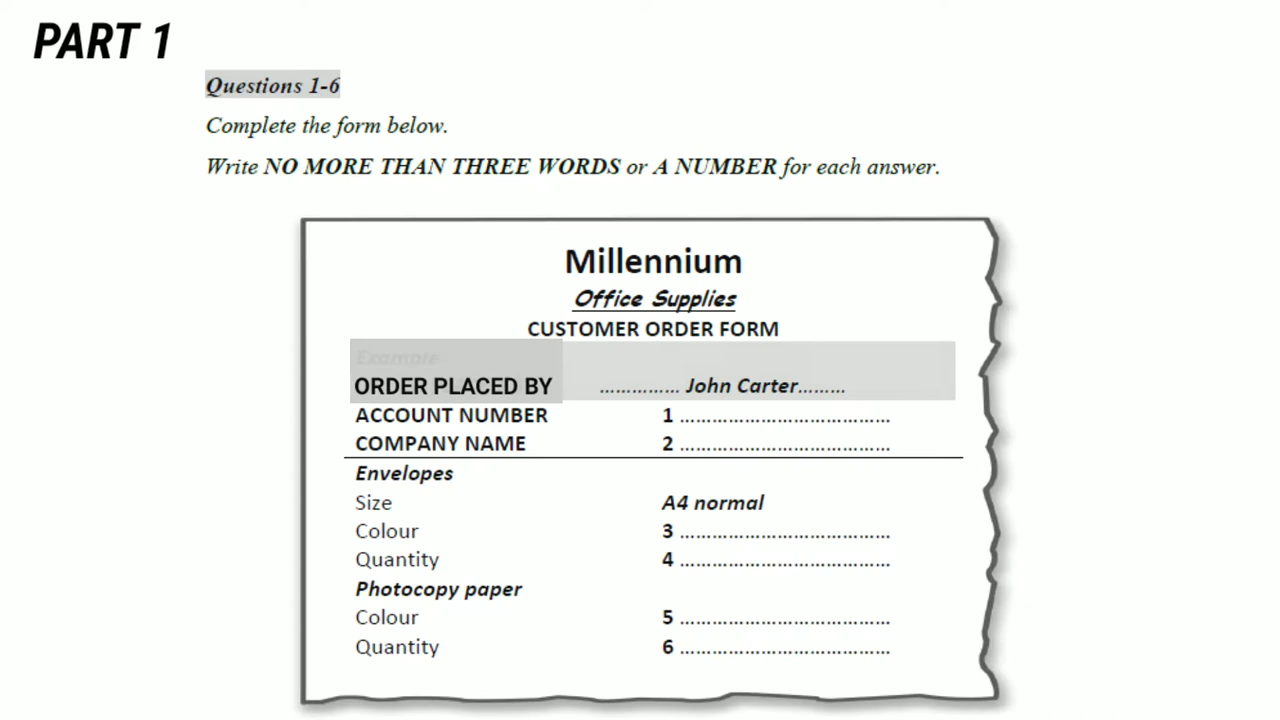 PART 1
Questions 1-6
Complete the form below.
Write NO MORE THAN THREE WORDS or A NUMBER for each answer.
Millennium
Office Supplies
CUSTOMER ORDER FORM
Example
ORDER PLACED BY ............... John Carter.........
ACCOUNT NUMBER 1 .......................................
COMPANY NAME 2 .......................................
Envelopes
Size A4 normal
Colour 3 .......................................
Quantity 4 .......................................
Photocopy paper
Colour 5 .......................................
Quantity 6 .......................................